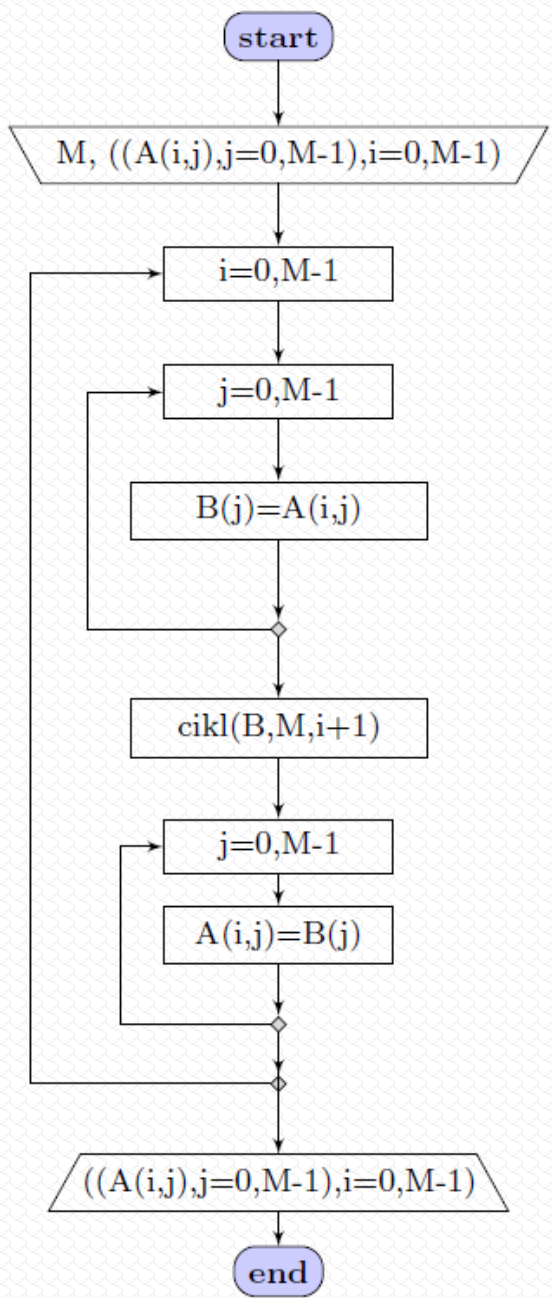 start
M, ((A(i,j),j=0,M-1),i=0,M-1)
i=0,M-1
j=0,M-1
B(j)=A(i,j)
cikl(B,M,i+1)
j=0,M-1
A(i,j)=B(j)
((A(i,j),j=0,M-1),i=0,M-1)
end